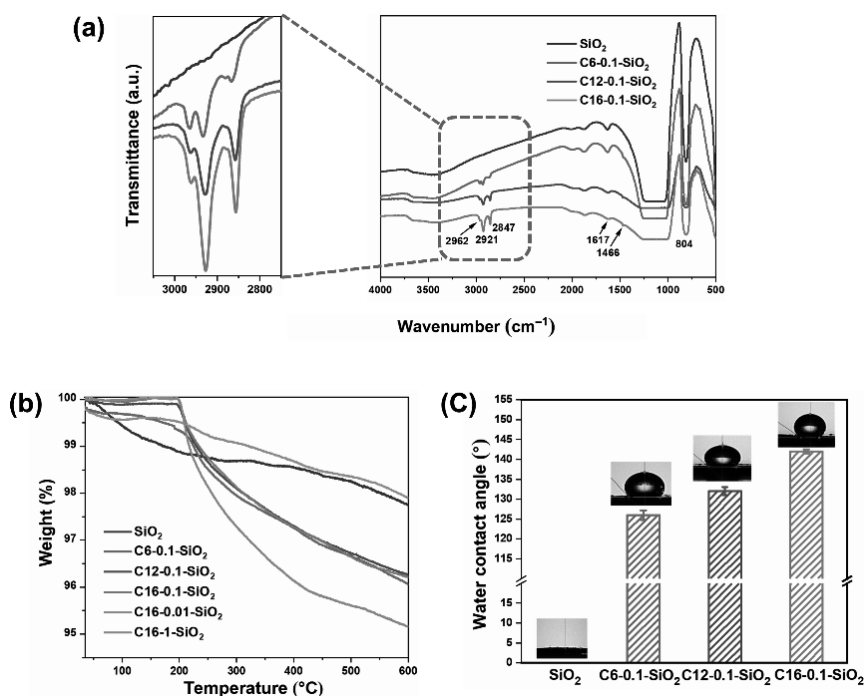 (a)
Transmittance (a.u.)
3000 2900 2800
SiO₂
C6-0.1-SiO₂
C12-0.1-SiO₂
C16-0.1-SiO₂
2962
2921
2847
1617
1466
804
4000 3500 3000 2500 2000 1500 1000 500
Wavenumber (cm⁻¹)
(b)
Weight (%)
100
99
98
97
96
95
SiO₂
C6-0.1-SiO₂
C12-0.1-SiO₂
C16-0.1-SiO₂
C16-0.01-SiO₂
C16-1-SiO₂
100 200 300 400 500 600
Temperature (°C)
(C)
Water contact angle (°)
155
150
145
140
135
130
125
120
115
15
10
5
0
SiO₂ C6-0.1-SiO₂ C12-0.1-SiO₂ C16-0.1-SiO₂